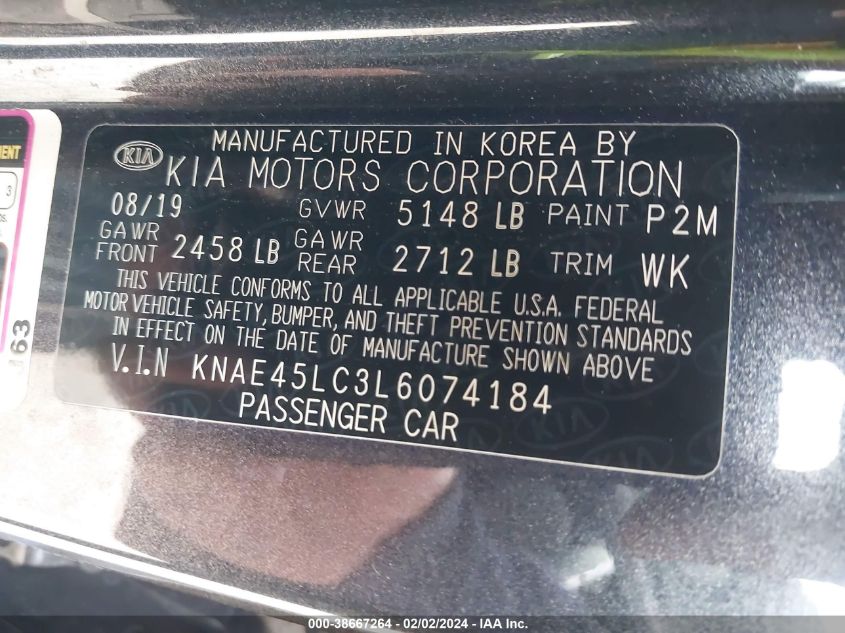 MANUFACTURED IN KOREA BY
KIA KIA MOTORS CORPORATION
08/19 GVWR 5148 LB PAINT P2M
GAWR FRONT 2458 LB GAWR REAR 2712 LB TRIM WK
THIS VEHICLE CONFORMS TO ALL APPLICABLE U.S.A. FEDERAL
MOTOR VEHICLE SAFETY, BUMPER, AND THEFT PREVENTION STANDARDS
IN EFFECT ON THE DATE OF MANUFACTURE SHOWN ABOVE
V.I.N KNAE45LC3L6074184
PASSENGER CAR
3
63
000-38667264 - 02/02/2024 - IAA Inc.